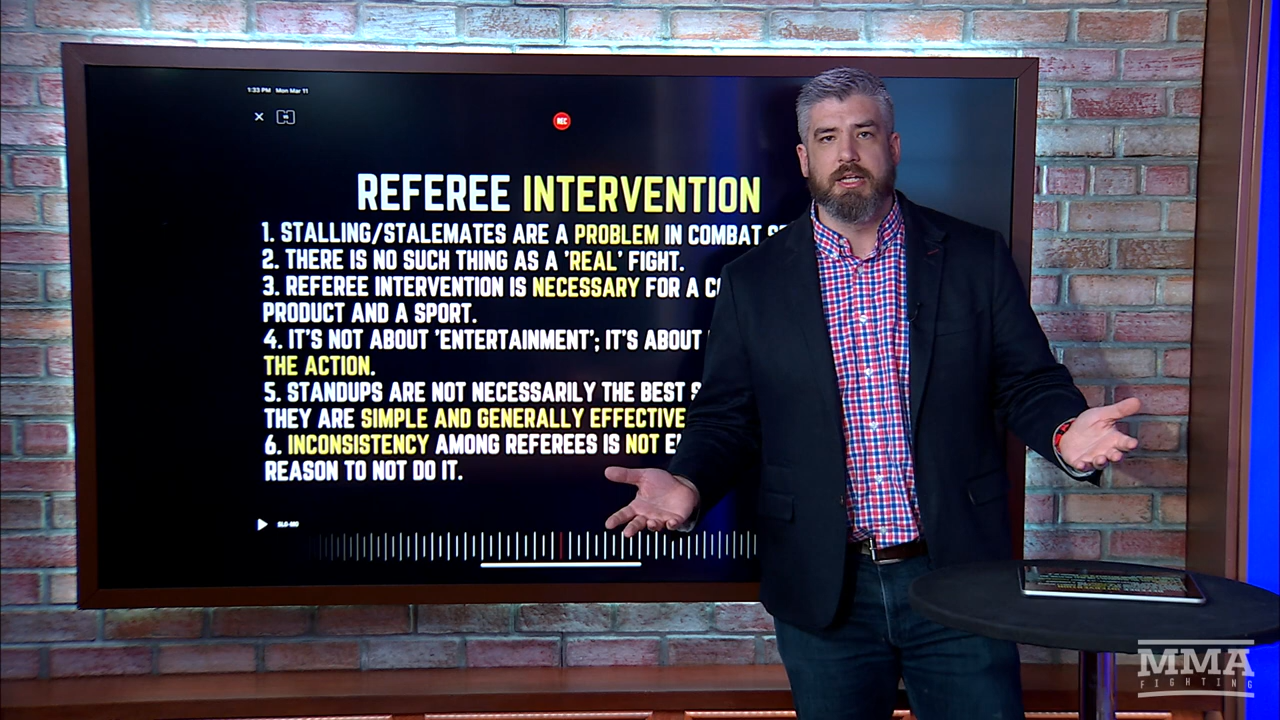 1:33 PM Mon Mar 11
REC
REFEREE INTERVENTION
1. STALLING/STALEMATES ARE A PROBLEM IN COMBAT
2. THERE IS NO SUCH THING AS A 'REAL' FIGHT.
3. REFEREE INTERVENTION IS NECESSARY FOR A
PRODUCT AND A SPORT.
4. IT'S NOT ABOUT 'ENTERTAINMENT'; IT'S ABOUT
THE ACTION.
5. STANDUPS ARE NOT NECESSARILY THE BEST
THEY ARE SIMPLE AND GENERALLY EFFECTIVE
6. INCONSISTENCY AMONG REFEREES IS NOT
REASON TO NOT DO IT.
MMA
FIGHTING